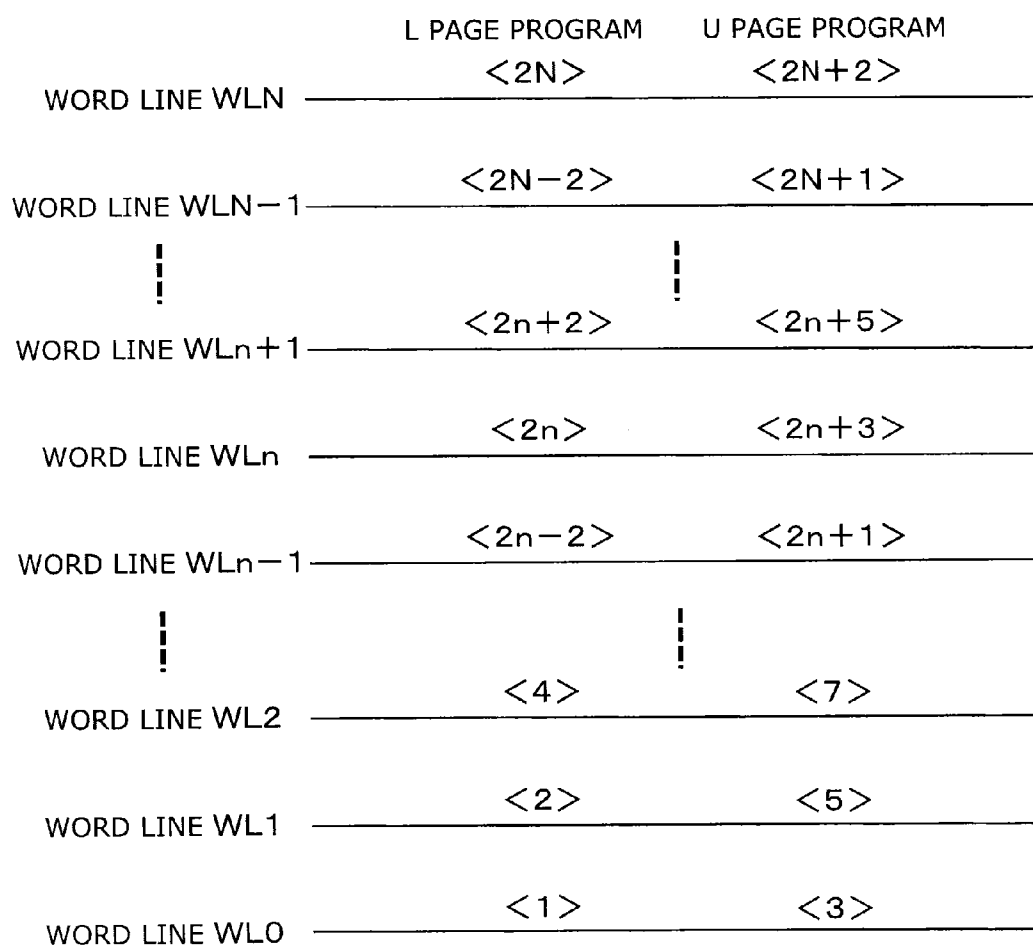 L PAGE PROGRAM U PAGE PROGRAM
WORD LINE WLN <2N> <2N+2>
WORD LINE WLN−1 <2N−2> <2N+1>
WORD LINE WLn+1 <2n+2> <2n+5>
WORD LINE WLn <2n> <2n+3>
WORD LINE WLn−1 <2n−2> <2n+1>
WORD LINE WL2 <4> <7>
WORD LINE WL1 <2> <5>
WORD LINE WL0 <1> <3>